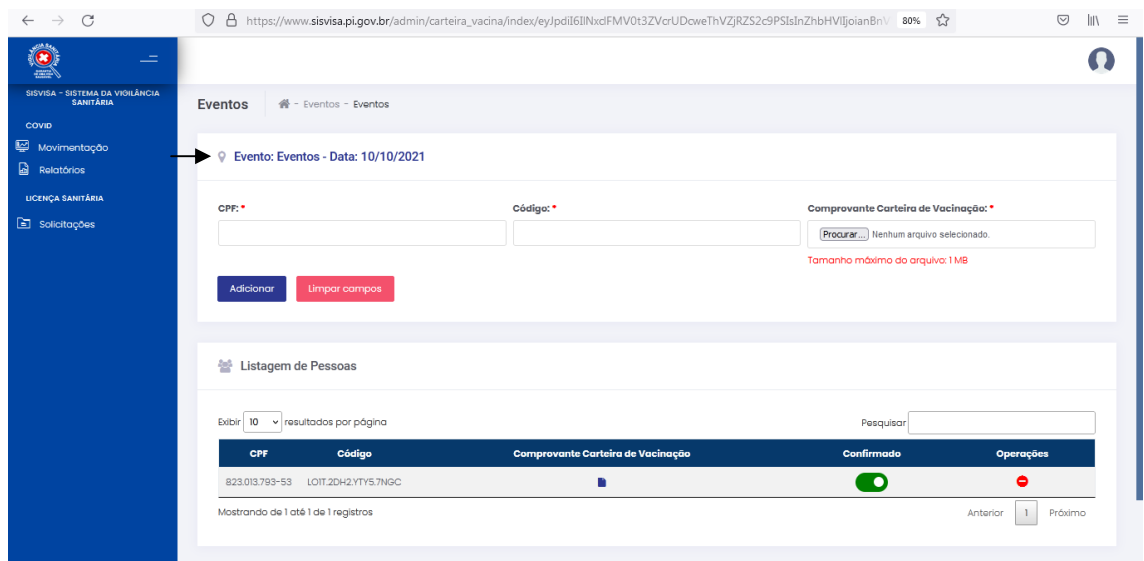 https://www.sisvisa.pi.gov.br/admin/carteira_vacina/index/
80%
SISVISA - SISTEMA DA VIGILÂNCIA
SANITÁRIA
COVID
Movimentação
Relatórios
LICENÇA SANITÁRIA
Solicitações
Eventos
- Eventos - Eventos
Evento: Eventos - Data: 10/10/2021
CPF: * Código: * Comprovante Carteira de Vacinação: *
Procurar... Nenhum arquivo selecionado.
Tamanho máximo do arquivo: 1 MB
Adicionar Limpar campos
Listagem de Pessoas
Exibir 10 resultados por página Pesquisar
CPF Código Comprovante Carteira de Vacinação Confirmado Operações
823.013.793-53 LO1T.2DH2.YTY5.7NGC
Mostrando de 1 até 1 de 1 registros Anterior 1 Próximo